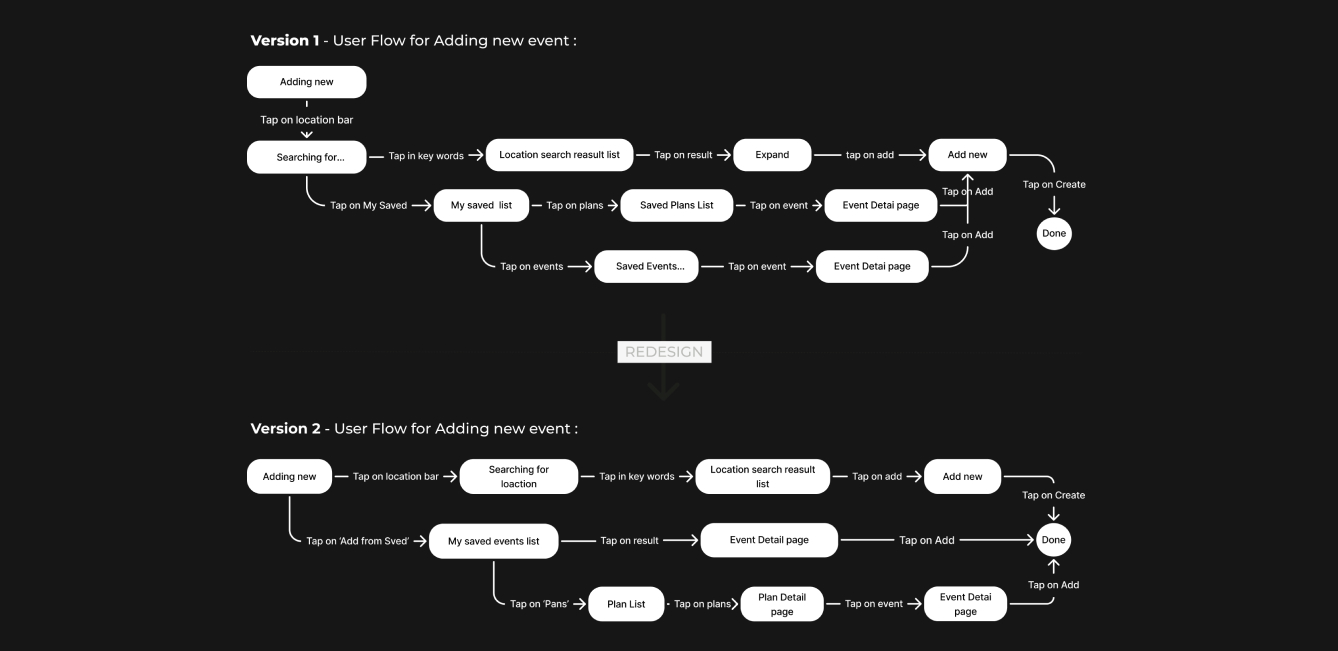 Version 1 - User Flow for Adding new event :
Adding new
Tap on location bar
Searching for...
Tap in key words
Location search reasult list
Tap on result
Expand
tap on add
Add new
Tap on Create
Done
Tap on My Saved
My saved list
Tap on plans
Saved Plans List
Tap on event
Event Detai page
Tap on Add
Tap on Add
Tap on events
Saved Events...
Tap on event
Event Detai page
REDESIGN
Version 2 - User Flow for Adding new event :
Adding new
Tap on location bar
Searching for
loaction
Tap in key words
Location search reasult
list
Tap on add
Add new
Tap on Create
Done
Tap on ‘Add from Sved’
My saved events list
Tap on result
Event Detail page
Tap on Add
Tap on ‘Pans’
Plan List
Tap on plans
Plan Detail
page
Tap on event
Event Detai
page
Tap on Add